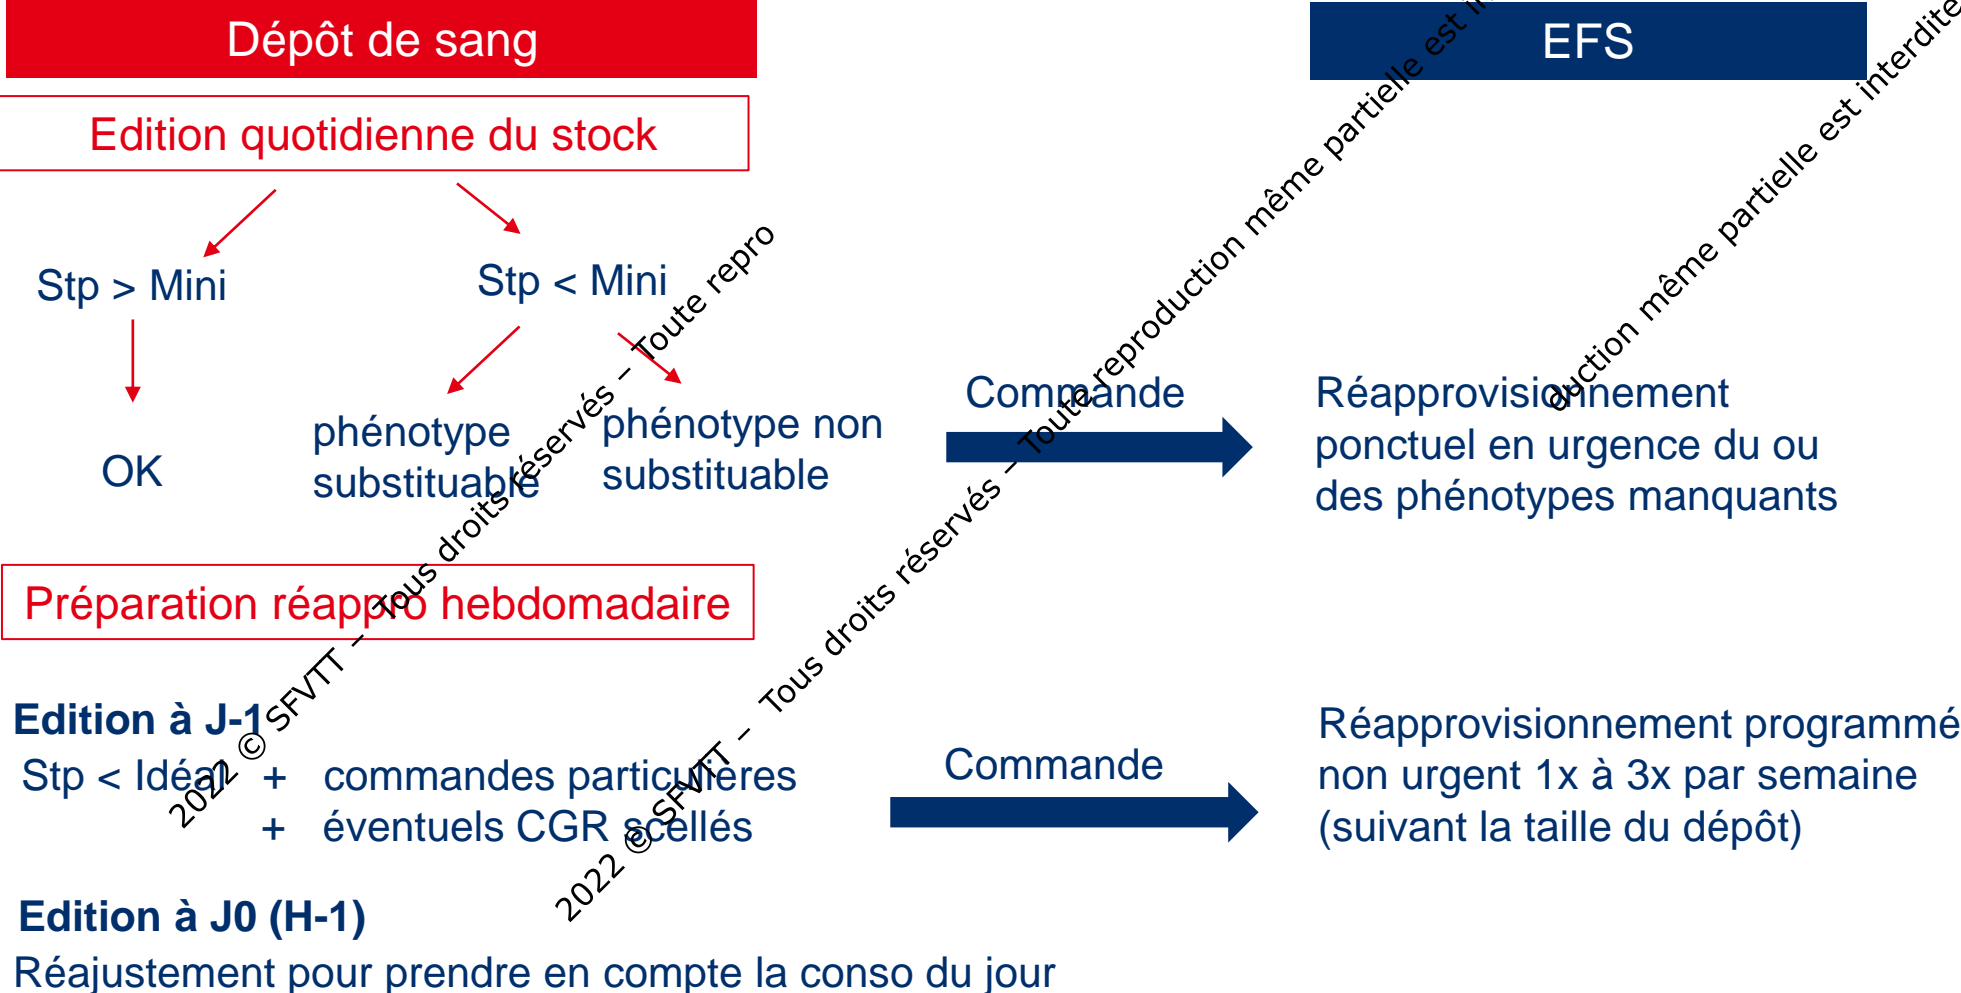 Dépôt de sang
EFS
Edition quotidienne du stock
Stp > Mini
Stp < Mini
OK
phénotype
substituable
phénotype non
substituable
Commande
Réapprovisionnement
ponctuel en urgence du ou
des phénotypes manquants
Préparation réappro hebdomadaire
Edition à J-1
Stp < Idéal + commandes particulières
+ éventuels CGR scellés
Commande
Réapprovisionnement programmé
non urgent 1x à 3x par semaine
(suivant la taille du dépôt)
Edition à J0 (H-1)
Réajustement pour prendre en compte la conso du jour
2022 © SFVTT – Tous droits réservés – Toute repro
duction même partielle est interdite
2022 © SFVTT – Tous droits réservés – Toute reproduction même partielle est